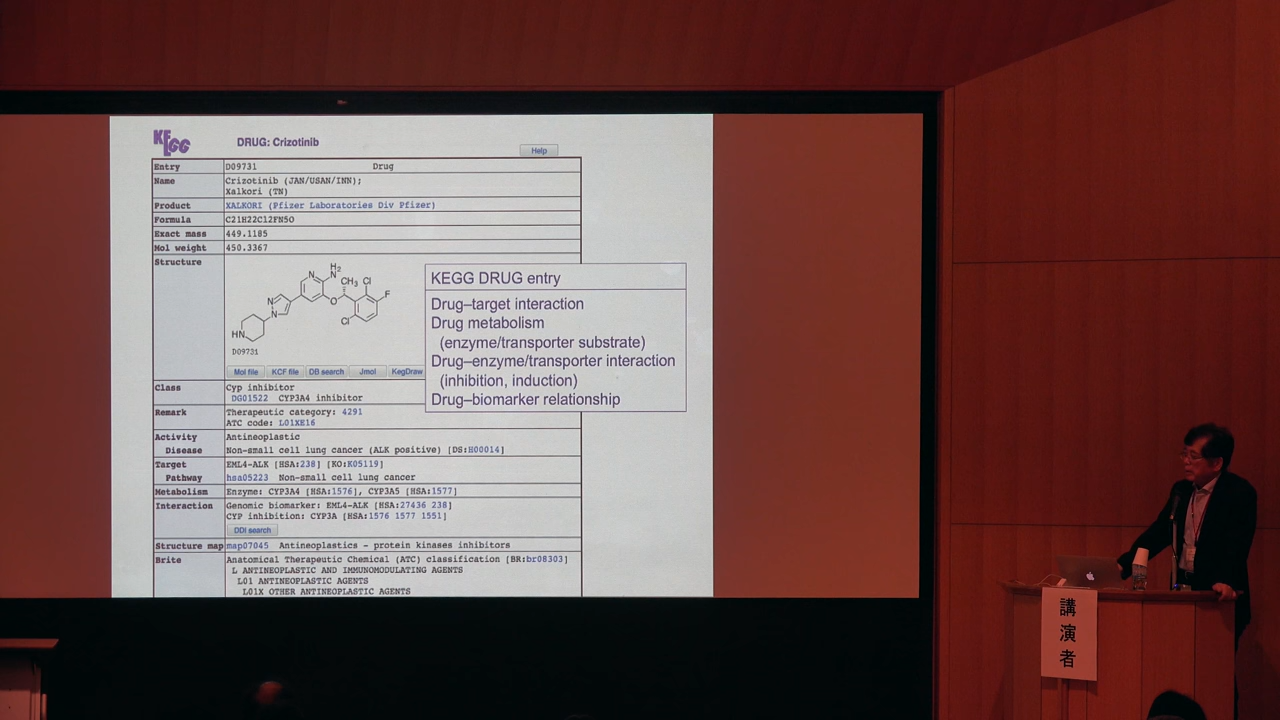 KEGG
DRUG: Crizotinib
Help
Entry D09731 Drug
Name Crizotinib (JAN/USAN/INN);
Xalkori (TN)
Product XALKORI (Pfizer Laboratories Div Pfizer)
Formula C21H22Cl2FN5O
Exact mass 449.1185
Mol weight 450.3367
Structure
N
H2
N
CH3
Cl
F
O
N
N
Cl
HN
D09731
Mol file KCF file DB search Jmol KegDraw
KEGG DRUG entry
Drug–target interaction
Drug metabolism
(enzyme/transporter substrate)
Drug–enzyme/transporter interaction
(inhibition, induction)
Drug–biomarker relationship
Class Cyp inhibitor
DG01522 CYP3A4 inhibitor
Remark Therapeutic category: 4291
ATC code: L01XE16
Activity Antineoplastic
Disease Non-small cell lung cancer (ALK positive) [DS:H00014]
Target EML4-ALK [HSA:238] [KO:K05119]
Pathway hsa05223 Non-small cell lung cancer
Metabolism Enzyme: CYP3A4 [HSA:1576], CYP3A5 [HSA:1577]
Interaction Genomic biomarker: EML4-ALK [HSA:27436 238]
CYP inhibition: CYP3A [HSA:1576 1577 1551]
DDI search
Structure map map07045 Antineoplastics - protein kinases inhibitors
Brite Anatomical Therapeutic Chemical (ATC) classification [BR:br08303]
L ANTINEOPLASTIC AND IMMUNOMODULATING AGENTS
L01 ANTINEOPLASTIC AGENTS
L01X OTHER ANTINEOPLASTIC AGENTS
講演者